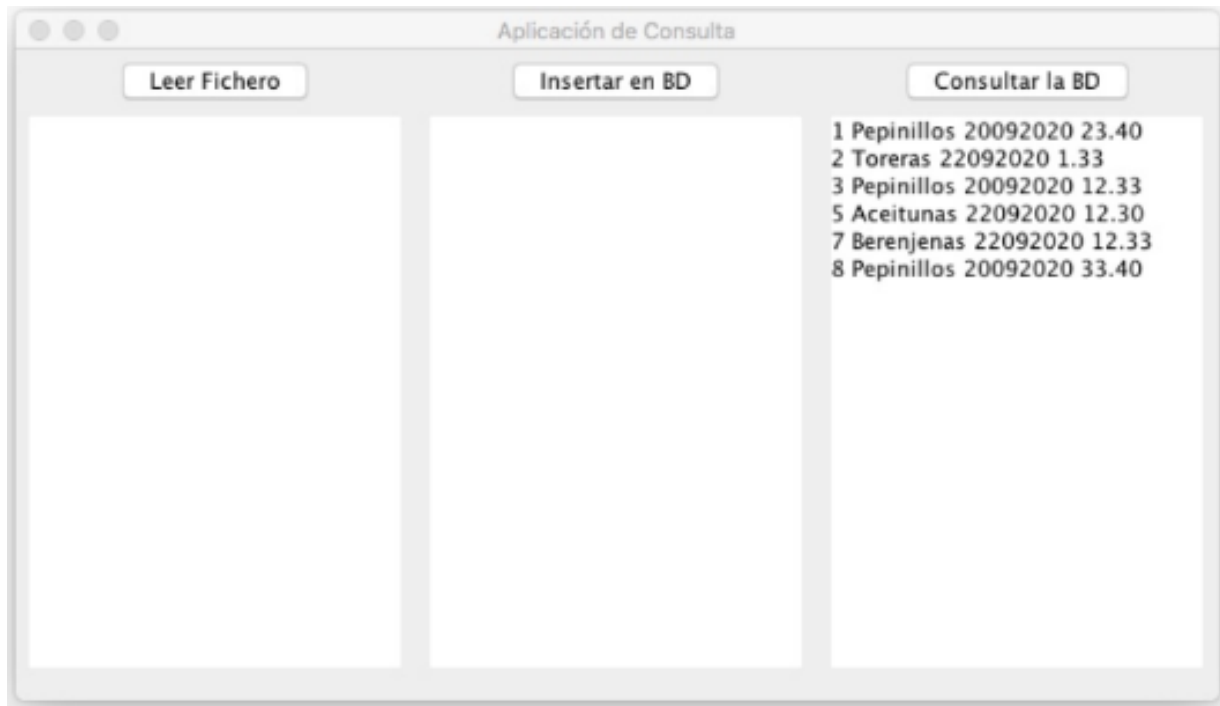 Aplicación de Consulta
Leer Fichero
Insertar en BD
Consultar la BD
1 Pepinillos 20092020 23.40
2 Toreras 22092020 1.33
3 Pepinillos 20092020 12.33
5 Aceitunas 22092020 12.30
7 Berenjenas 22092020 12.33
8 Pepinillos 20092020 33.40